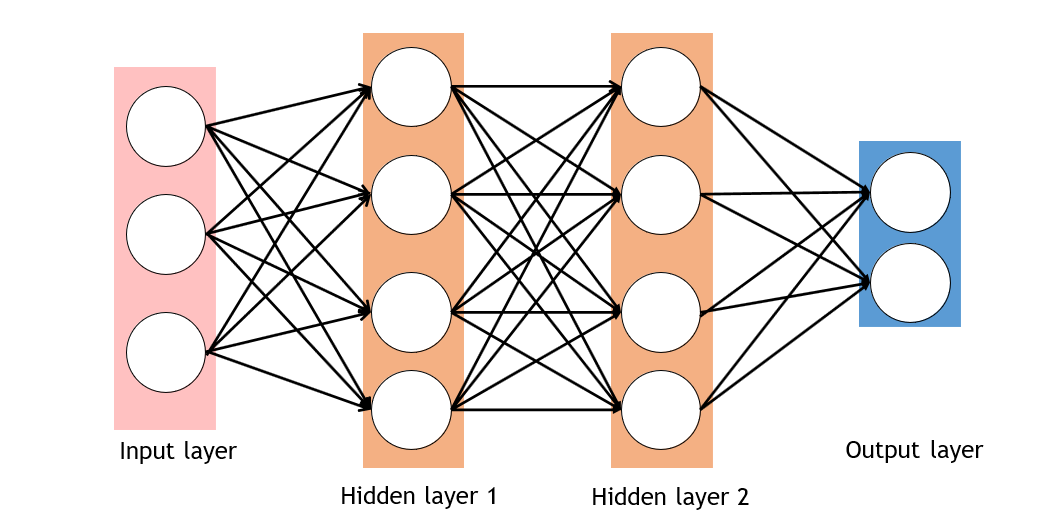 Input layer
Hidden layer 1
Hidden layer 2
Output layer